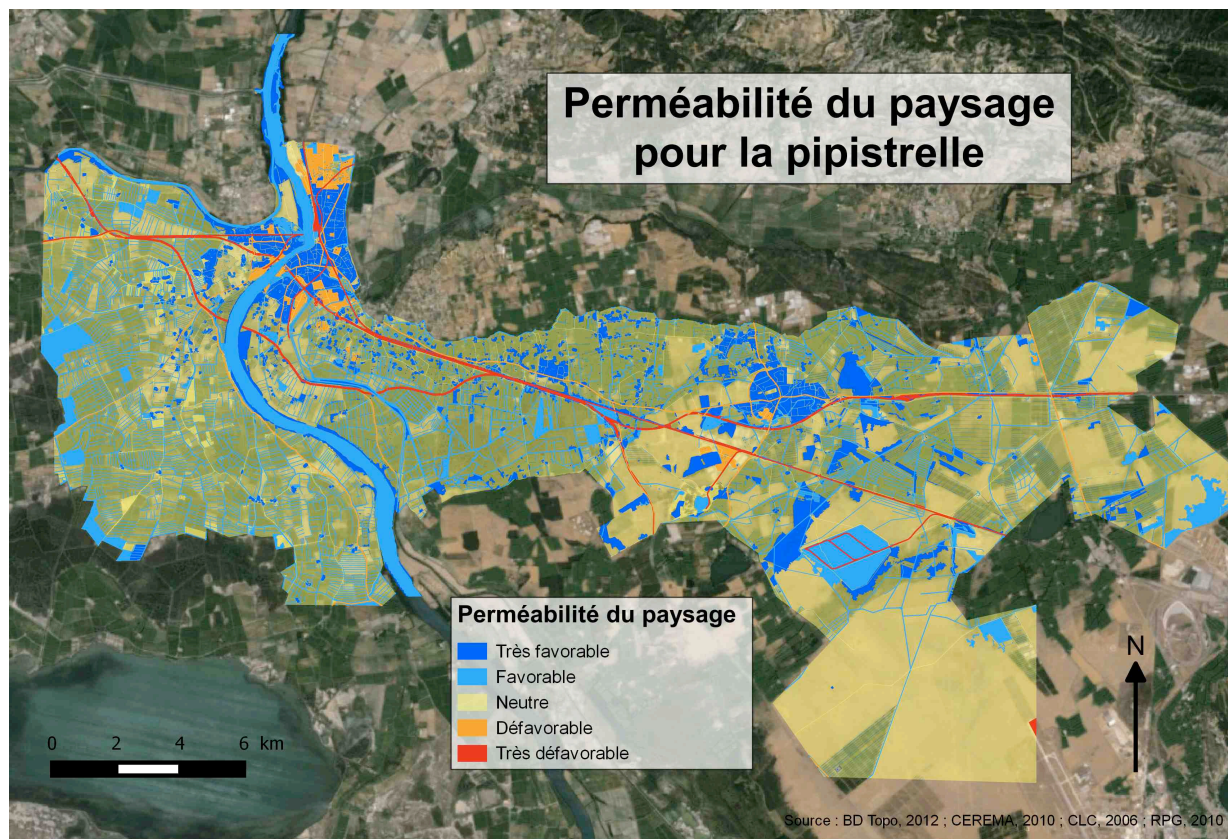 Perméabilité du paysage
pour la pipistrelle
Perméabilité du paysage
Très favorable
Favorable
Neutre
Défavorable
Très défavorable
N
0 2 4 6 km
Source : BD Topo, 2012 ; CEREMA, 2010 ; CLC, 2006 ; RPG, 2010